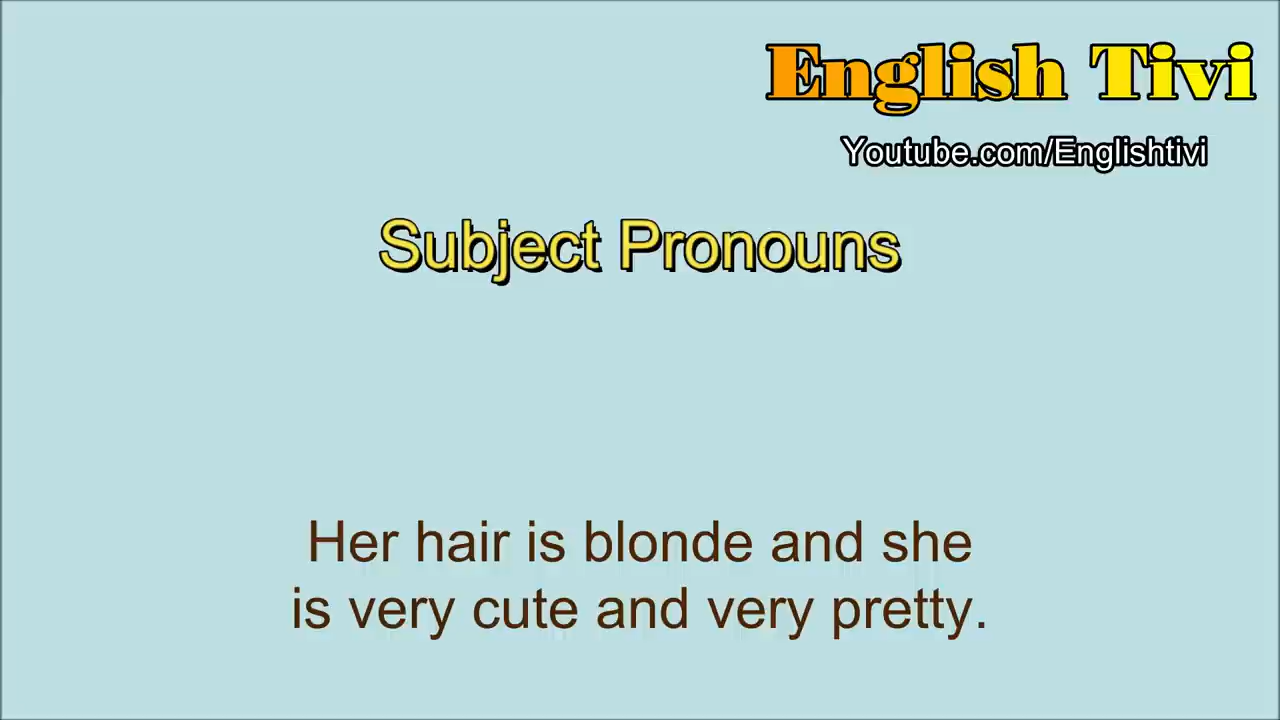 English Tivi
Youtube.com/Englishtivi
Subject Pronouns
Her hair is blonde and she
is very cute and very pretty.